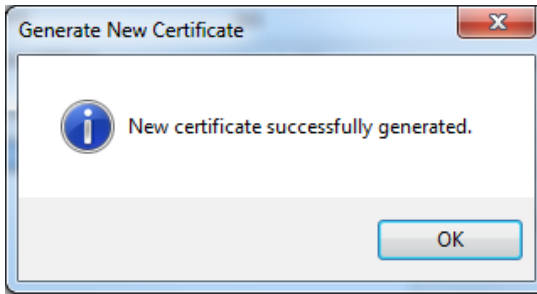 Generate New Certificate
New certificate successfully generated.
OK